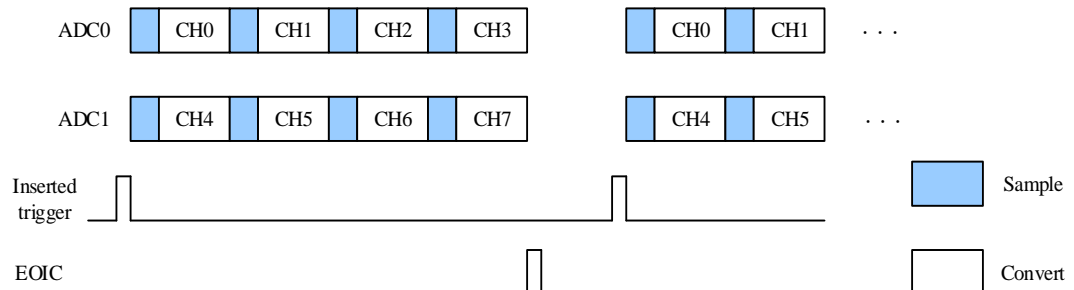 ADC0 CH0 CH1 CH2 CH3 CH0 CH1 . . .
ADC1 CH4 CH5 CH6 CH7 CH4 CH5 . . .
Inserted
trigger
Sample
EOIC
Convert